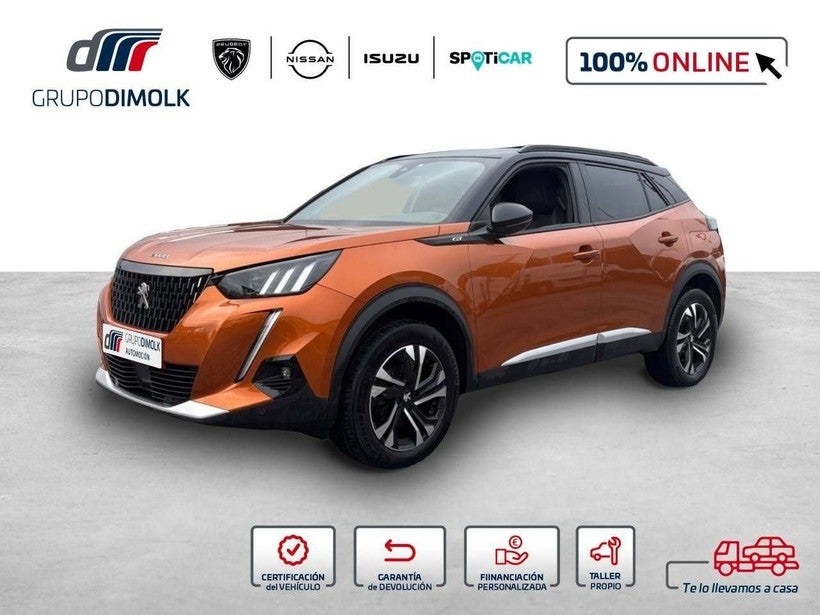 GRUPODIMOLK
PEUGEOT
NISSAN
ISUZU
SPOTiCAR
100% ONLINE
GT
GRUPODIMOLK
AUTOMOCIÓN
CERTIFICACIÓN
del VEHÍCULO
GARANTÍA
de DEVOLUCIÓN
FIINANCIACIÓN
PERSONALIZADA
TALLER
PROPIO
Te lo llevamos a casa